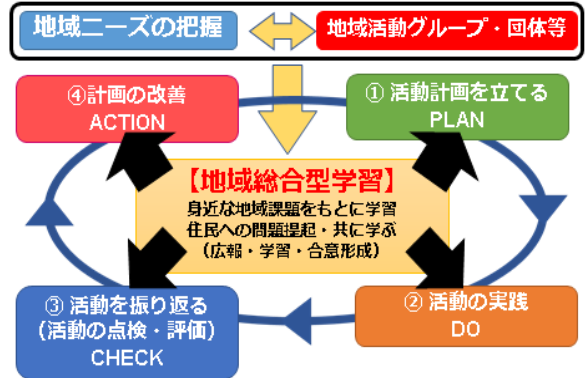 地域ニーズの把握
地域活動グループ・団体等
④計画の改善
ACTION
① 活動計画を立てる
PLAN
【地域総合型学習】
身近な地域課題をもとに学習
住民への問題提起・共に学ぶ
（広報・学習・合意形成）
③ 活動を振り返る
(活動の点検・評価)
CHECK
② 活動の実践
DO